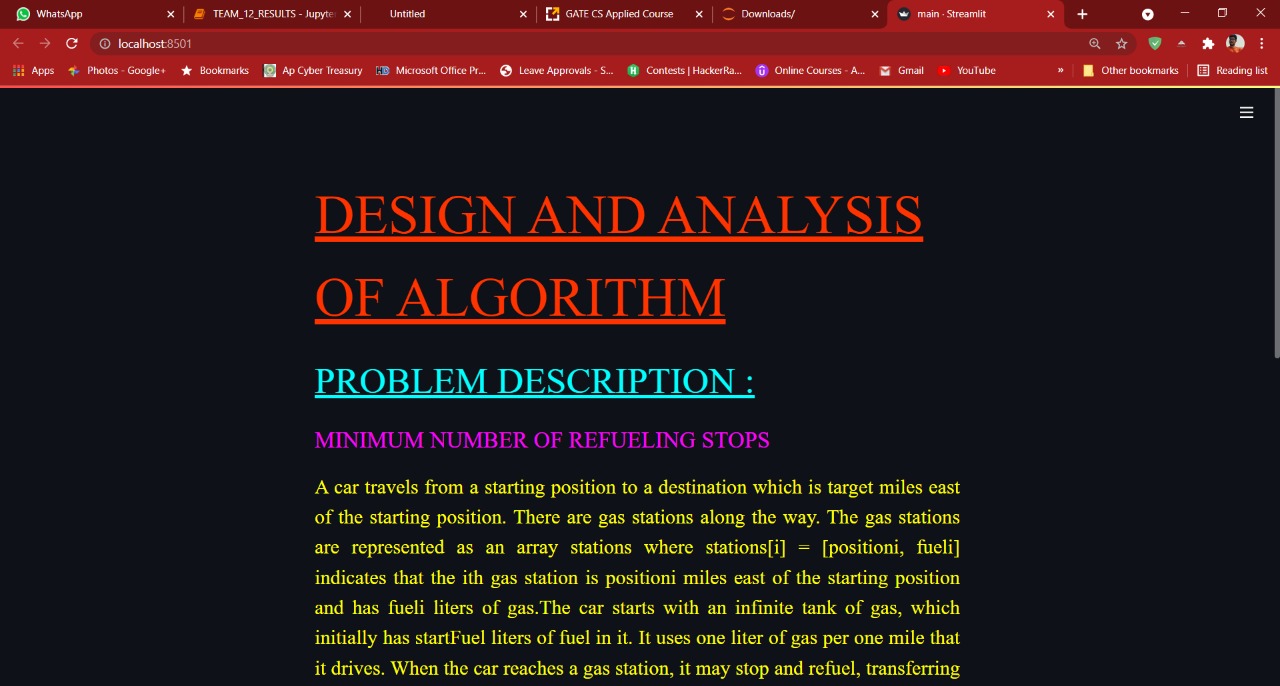 WhatsApp
TEAM_12_RESULTS - Jupyte
Untitled
GATE CS Applied Course
Downloads/
main · Streamlit
localhost:8501
Apps
Photos - Google+
Bookmarks
Ap Cyber Treasury
Microsoft Office Pr...
Leave Approvals - S...
Contests | HackerRa...
Online Courses - A...
Gmail
YouTube
»
Other bookmarks
Reading list
DESIGN AND ANALYSIS
OF ALGORITHM
PROBLEM DESCRIPTION :
MINIMUM NUMBER OF REFUELING STOPS
A car travels from a starting position to a destination which is target miles east
of the starting position. There are gas stations along the way. The gas stations
are represented as an array stations where stations[i] = [positioni, fueli]
indicates that the ith gas station is positioni miles east of the starting position
and has fueli liters of gas.The car starts with an infinite tank of gas, which
initially has startFuel liters of fuel in it. It uses one liter of gas per one mile that
it drives. When the car reaches a gas station, it may stop and refuel, transferring